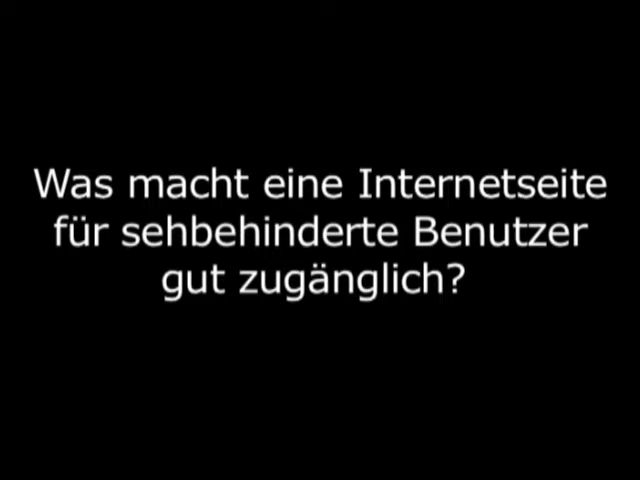 Was macht eine Internetseite
für sehbehinderte Benutzer
gut zugänglich?